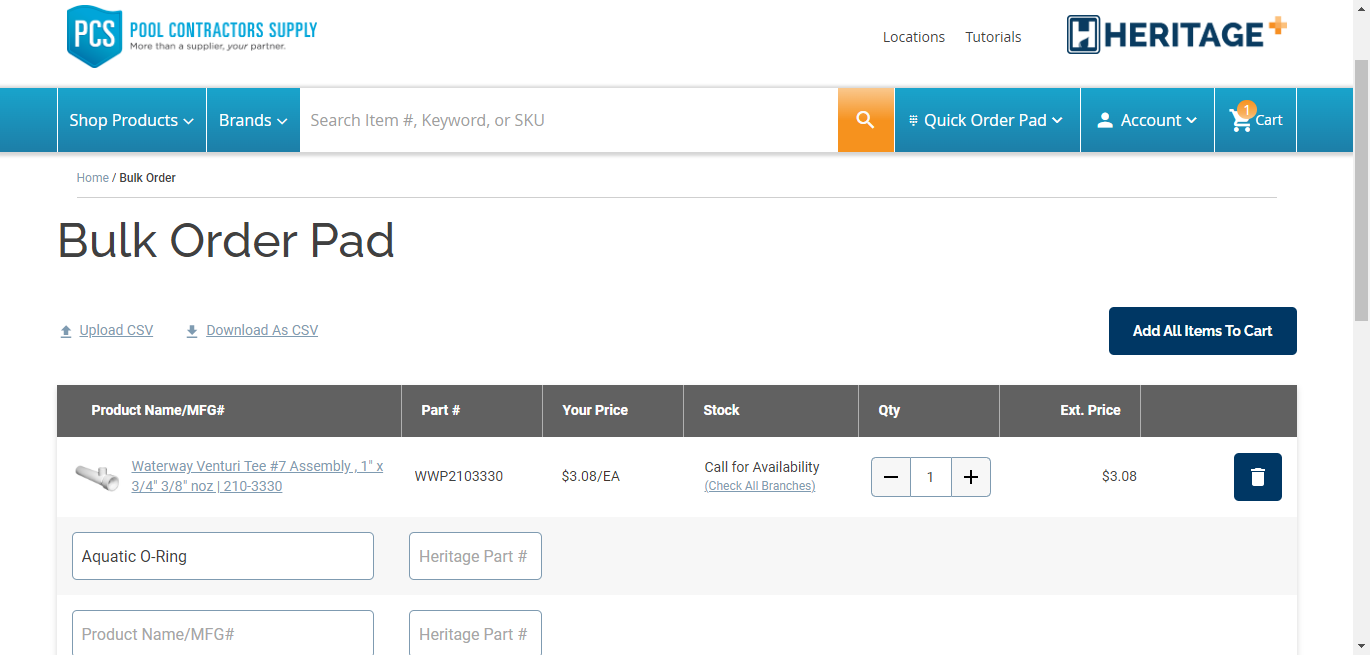 PCS POOL CONTRACTORS SUPPLY
More than a supplier, your partner.
Locations Tutorials
HERITAGE+
Shop Products Brands Search Item #, Keyword, or SKU Quick Order Pad Account 1 Cart
Home / Bulk Order
Bulk Order Pad
Upload CSV Download As CSV Add All Items To Cart
Product Name/MFG# Part # Your Price Stock Qty Ext. Price
Waterway Venturi Tee #7 Assembly , 1" x
3/4" 3/8" noz | 210-3330
WWP2103330 $3.08/EA
Call for Availability
(Check All Branches)
1 $3.08
Aquatic O-Ring Heritage Part #
Product Name/MFG# Heritage Part #